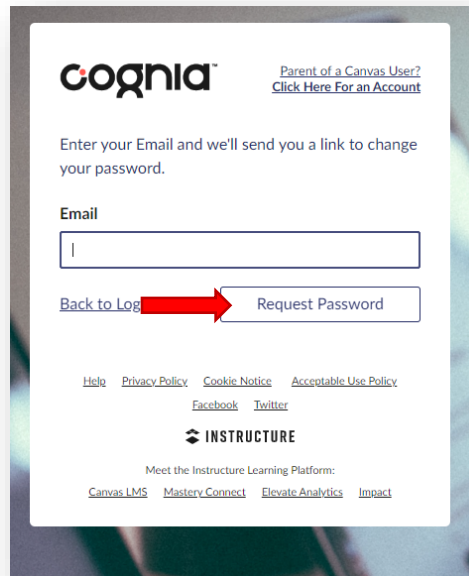 cognia™
Parent of a Canvas User?
Click Here For an Account
Enter your Email and we'll send you a link to change
your password.
Email
Back to Log
Request Password
Help Privacy Policy Cookie Notice Acceptable Use Policy
Facebook Twitter
INSTRUCTURE
Meet the Instructure Learning Platform:
Canvas LMS Mastery Connect Elevate Analytics Impact